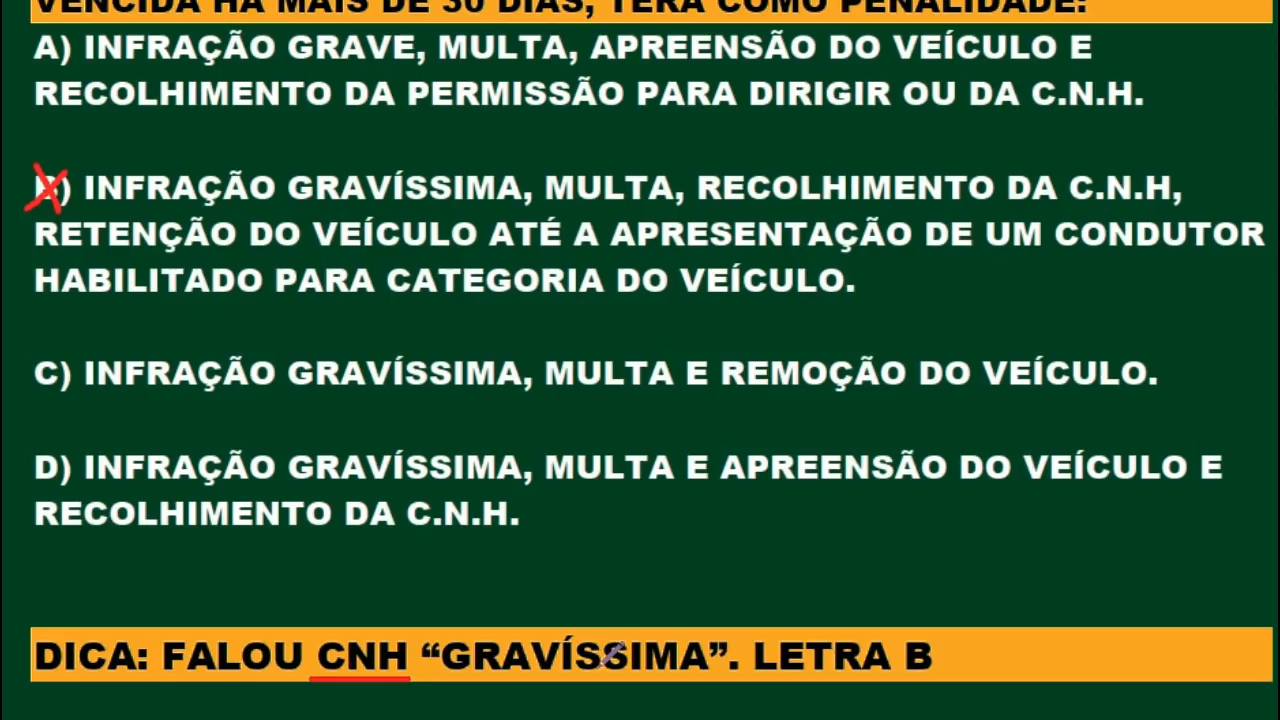 VENCIDA HÁ MAIS DE 30 DIAS, TERÁ COMO PENALIDADE:
A) INFRAÇÃO GRAVE, MULTA, APREENSÃO DO VEÍCULO E
RECOLHIMENTO DA PERMISSÃO PARA DIRIGIR OU DA C.N.H.
B) INFRAÇÃO GRAVÍSSIMA, MULTA, RECOLHIMENTO DA C.N.H,
RETENÇÃO DO VEÍCULO ATÉ A APRESENTAÇÃO DE UM CONDUTOR
HABILITADO PARA CATEGORIA DO VEÍCULO.
C) INFRAÇÃO GRAVÍSSIMA, MULTA E REMOÇÃO DO VEÍCULO.
D) INFRAÇÃO GRAVÍSSIMA, MULTA E APREENSÃO DO VEÍCULO E
RECOLHIMENTO DA C.N.H.
DICA: FALOU CNH “GRAVÍSSIMA”. LETRA B